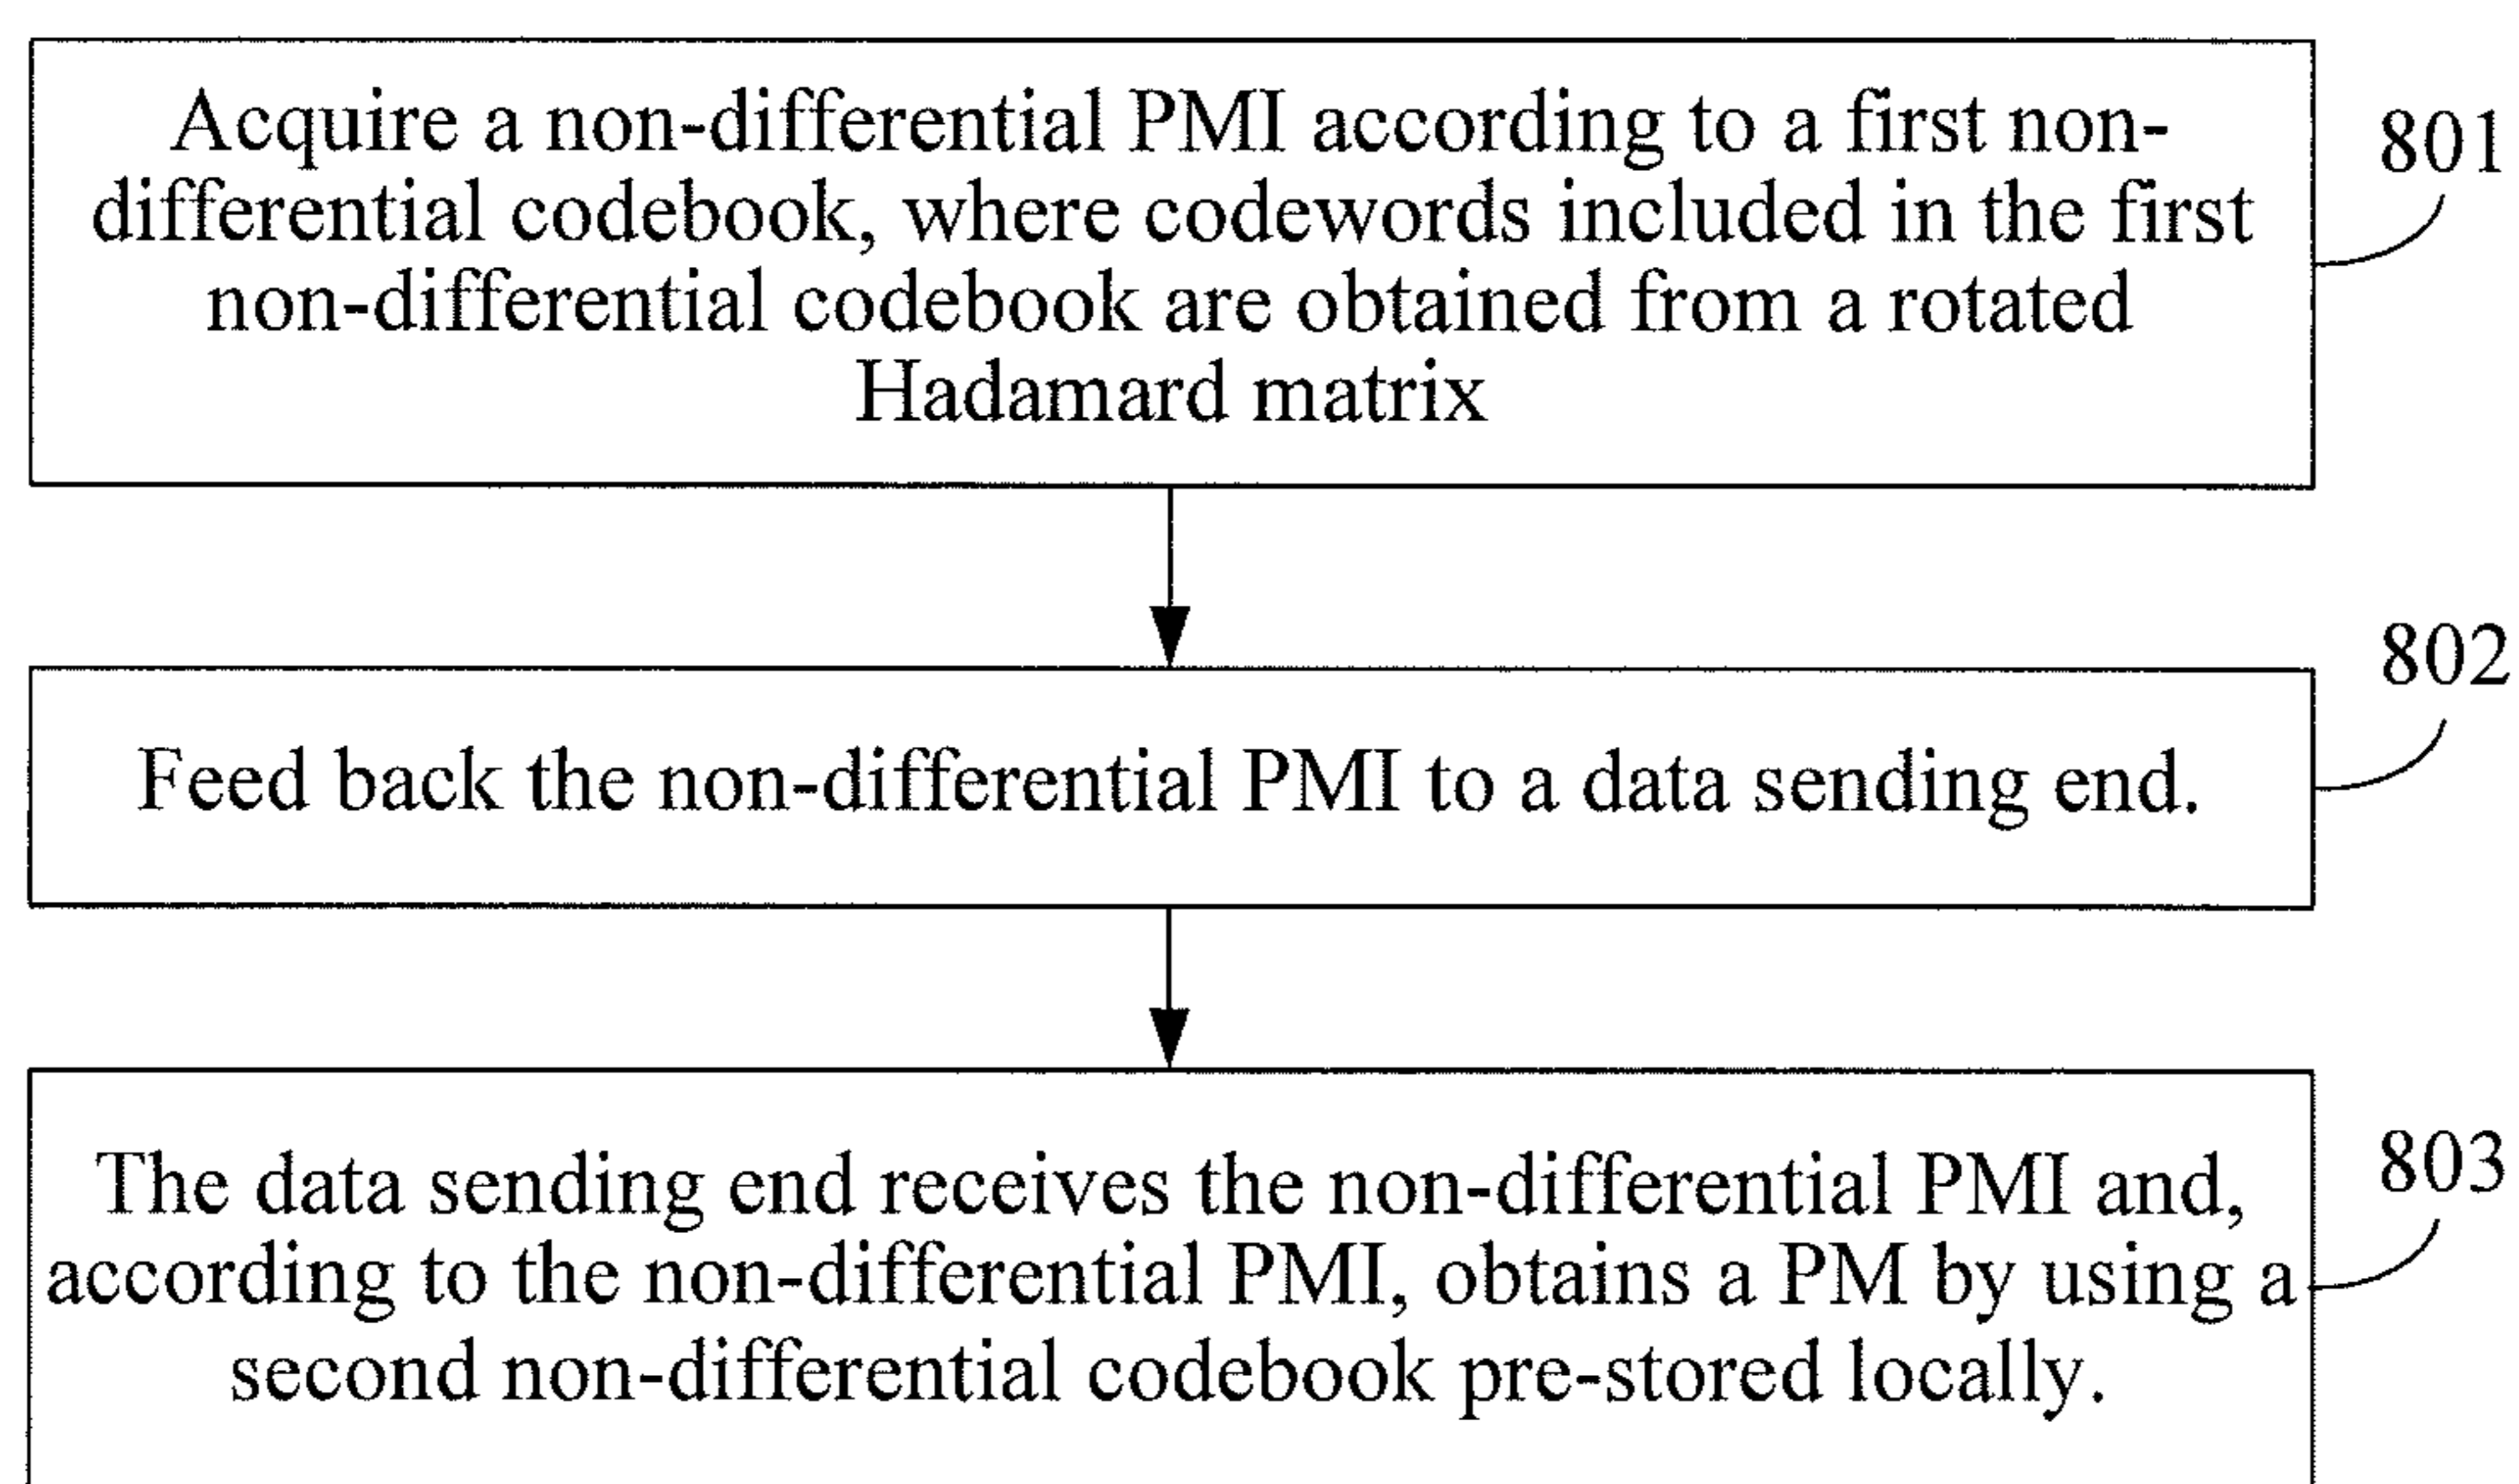 Acquire a non-differential PMI according to a first non-
differential codebook, where codewords included in the first
non-differential codebook are obtained from a rotated
Hadamard matrix
801
Feed back the non-differential PMI to a data sending end.
802
The data sending end receives the non-differential PMI and,
according to the non-differential PMI, obtains a PM by using a
second non-differential codebook pre-stored locally.
803